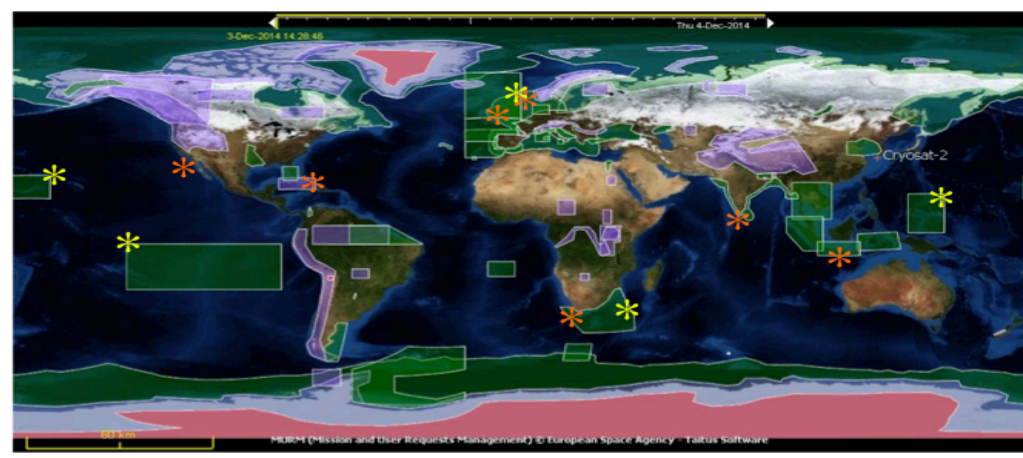 Thu 4-Dec-2014
3-Dec-2014 14:28:46
Cryosat-2
60 km
MURM (Mission and User Requests Management) © European Space Agency - Taitus Software